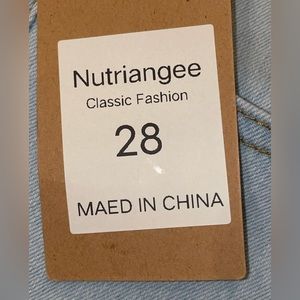 Nutriangee
Classic Fashion
28
MAED IN CHINA